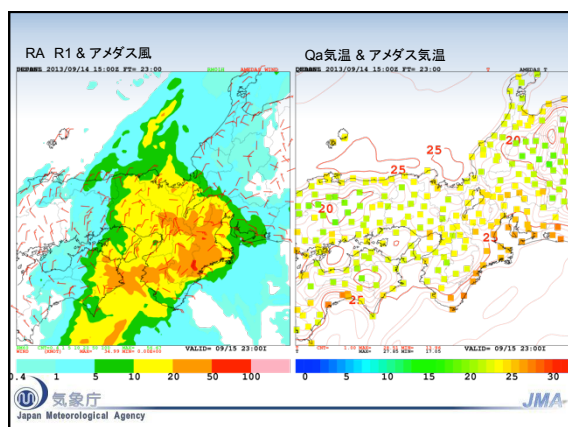 RA R1 & アメダス風
Qa気温 & アメダス気温
2013/09/14 15:00Z FT= 23:00
AMEDAS WIND
2013/09/14 15:00Z FT= 23:00
T
AMEDAS T
25
20
25
20
25
25
VALID= 09/15 23:00I
VALID= 09/15 23:00I
0.4 1 5 10 20 50 100
0 5 10 15 20 25 30
気象庁
Japan Meteorological Agency
JMA